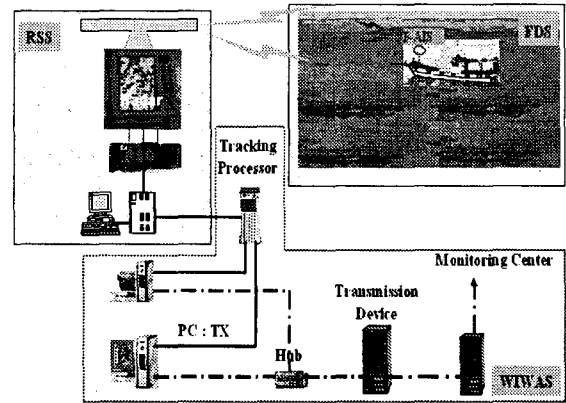 RSS
FDS
Tracking
Processor
Monitoring Center
Transmission
Device
PC : TX
Hub
WIWAS